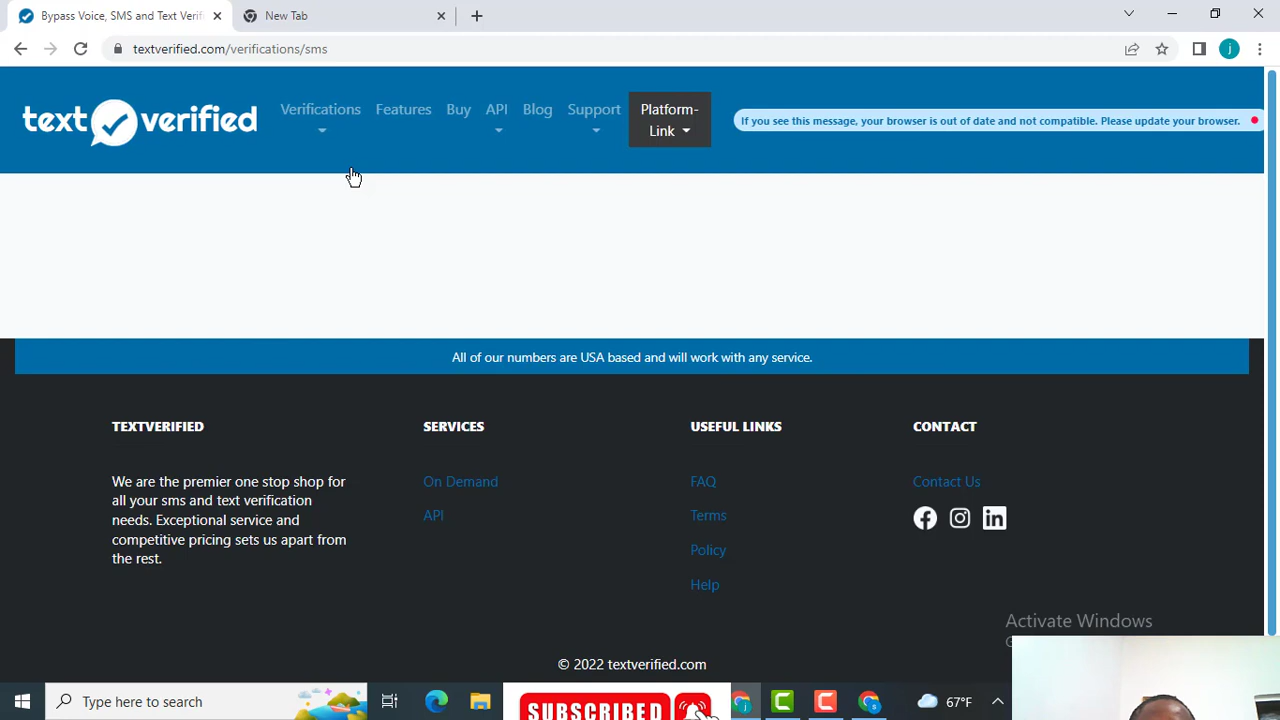 Bypass Voice, SMS and Text Verifi
New Tab
textverified.com/verifications/sms
j
text verified
Verifications
Features
Buy
API
Blog
Support
Platform-
Link
If you see this message, your browser is out of date and not compatible. Please update your browser.
All of our numbers are USA based and will work with any service.
TEXTVERIFIED
We are the premier one stop shop for
all your sms and text verification
needs. Exceptional service and
competitive pricing sets us apart from
the rest.
SERVICES
On Demand
API
USEFUL LINKS
FAQ
Terms
Policy
Help
CONTACT
Contact Us
Activate Windows
© 2022 textverified.com
Type here to search
SUBSCRIBED
67°F